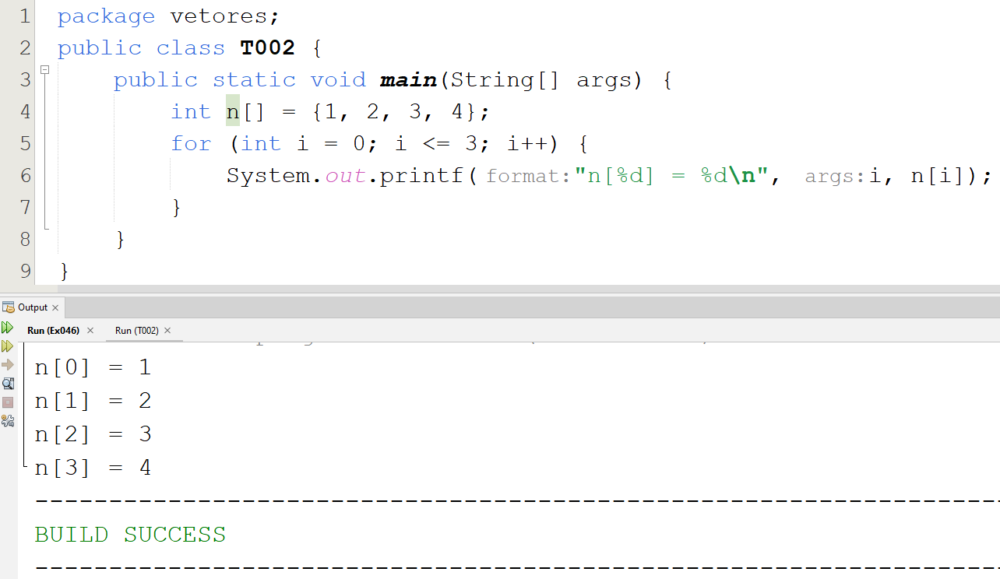 1 package vetores;
2 public class T002 {
3 public static void main(String[] args) {
4 int n[] = {1, 2, 3, 4};
5 for (int i = 0; i <= 3; i++) {
6 System.out.printf(format:"n[%d] = %d\n", args:i, n[i]);
7 }
8 }
9 }
Output ×
Run (Ex046) × Run (T002) ×
n[0] = 1
n[1] = 2
n[2] = 3
n[3] = 4
------------------------------------------------------------------------
BUILD SUCCESS
------------------------------------------------------------------------